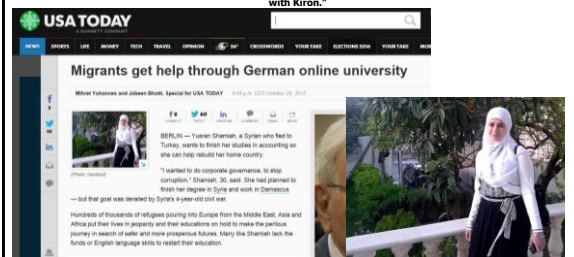 with Kiron."
USA TODAY
A GANNETT COMPANY
NEWS SPORTS LIFE MONEY TECH TRAVEL OPINION 56° CROSSWORDS YOUR TAKE ELECTIONS 2016 YOUR TAKE
Migrants get help through German online university
Mihret Yohannes and Jabeen Bhatti, Special for USA TODAY
BERLIN — Yusran Shamiah, a Syrian who fled to
Turkey, wants to finish her studies in accounting so
she can help rebuild her home country.
"I wanted to do corporate governance, to stop
corruption," Shamiah, 30, said. She had planned to
finish her degree in Syria and work in Damascus
(Photo: handout)
— but that goal was derailed by Syria's 4-year-old civil war.
Hundreds of thousands of refugees pouring into Europe from the Middle East, Asia and
Africa put their lives in jeopardy and their educations on hold to make the perilous
journey in search of safer and more prosperous futures. Many like Shamiah lack the
funds or English language skills to restart their education.